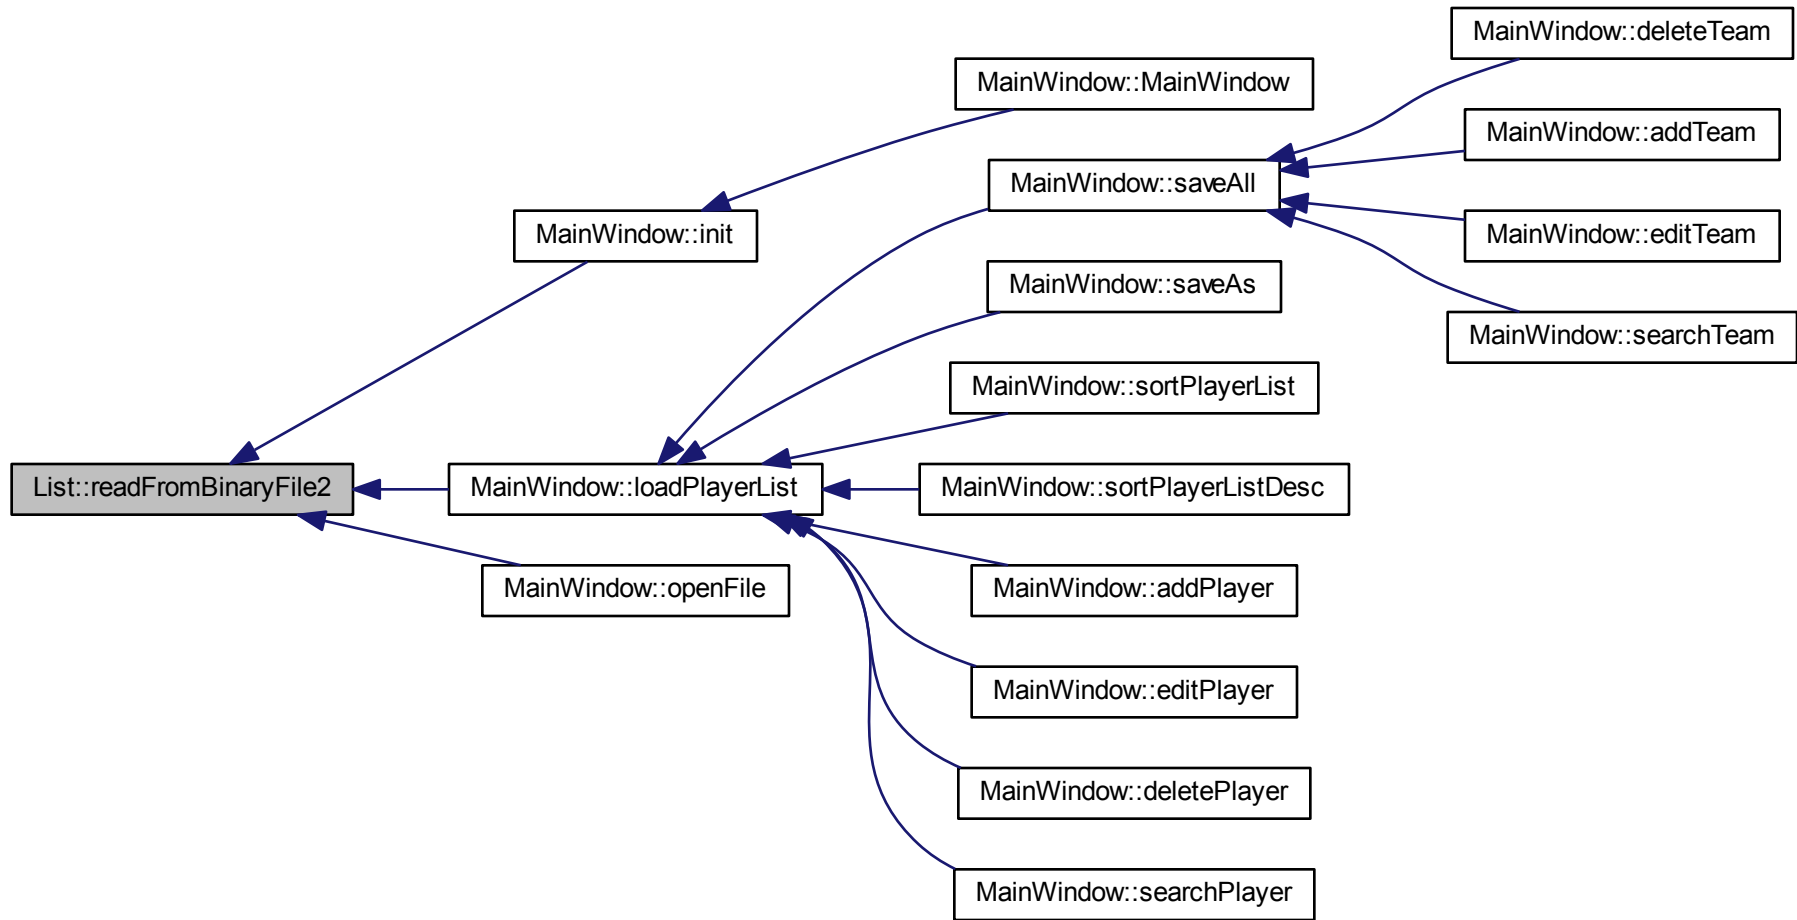 MainWindow::deleteTeam
MainWindow::MainWindow
MainWindow::addTeam
MainWindow::saveAll
MainWindow::init
MainWindow::editTeam
MainWindow::saveAs
MainWindow::searchTeam
MainWindow::sortPlayerList
List::readFromBinaryFile2
MainWindow::loadPlayerList
MainWindow::sortPlayerListDesc
MainWindow::openFile
MainWindow::addPlayer
MainWindow::editPlayer
MainWindow::deletePlayer
MainWindow::searchPlayer